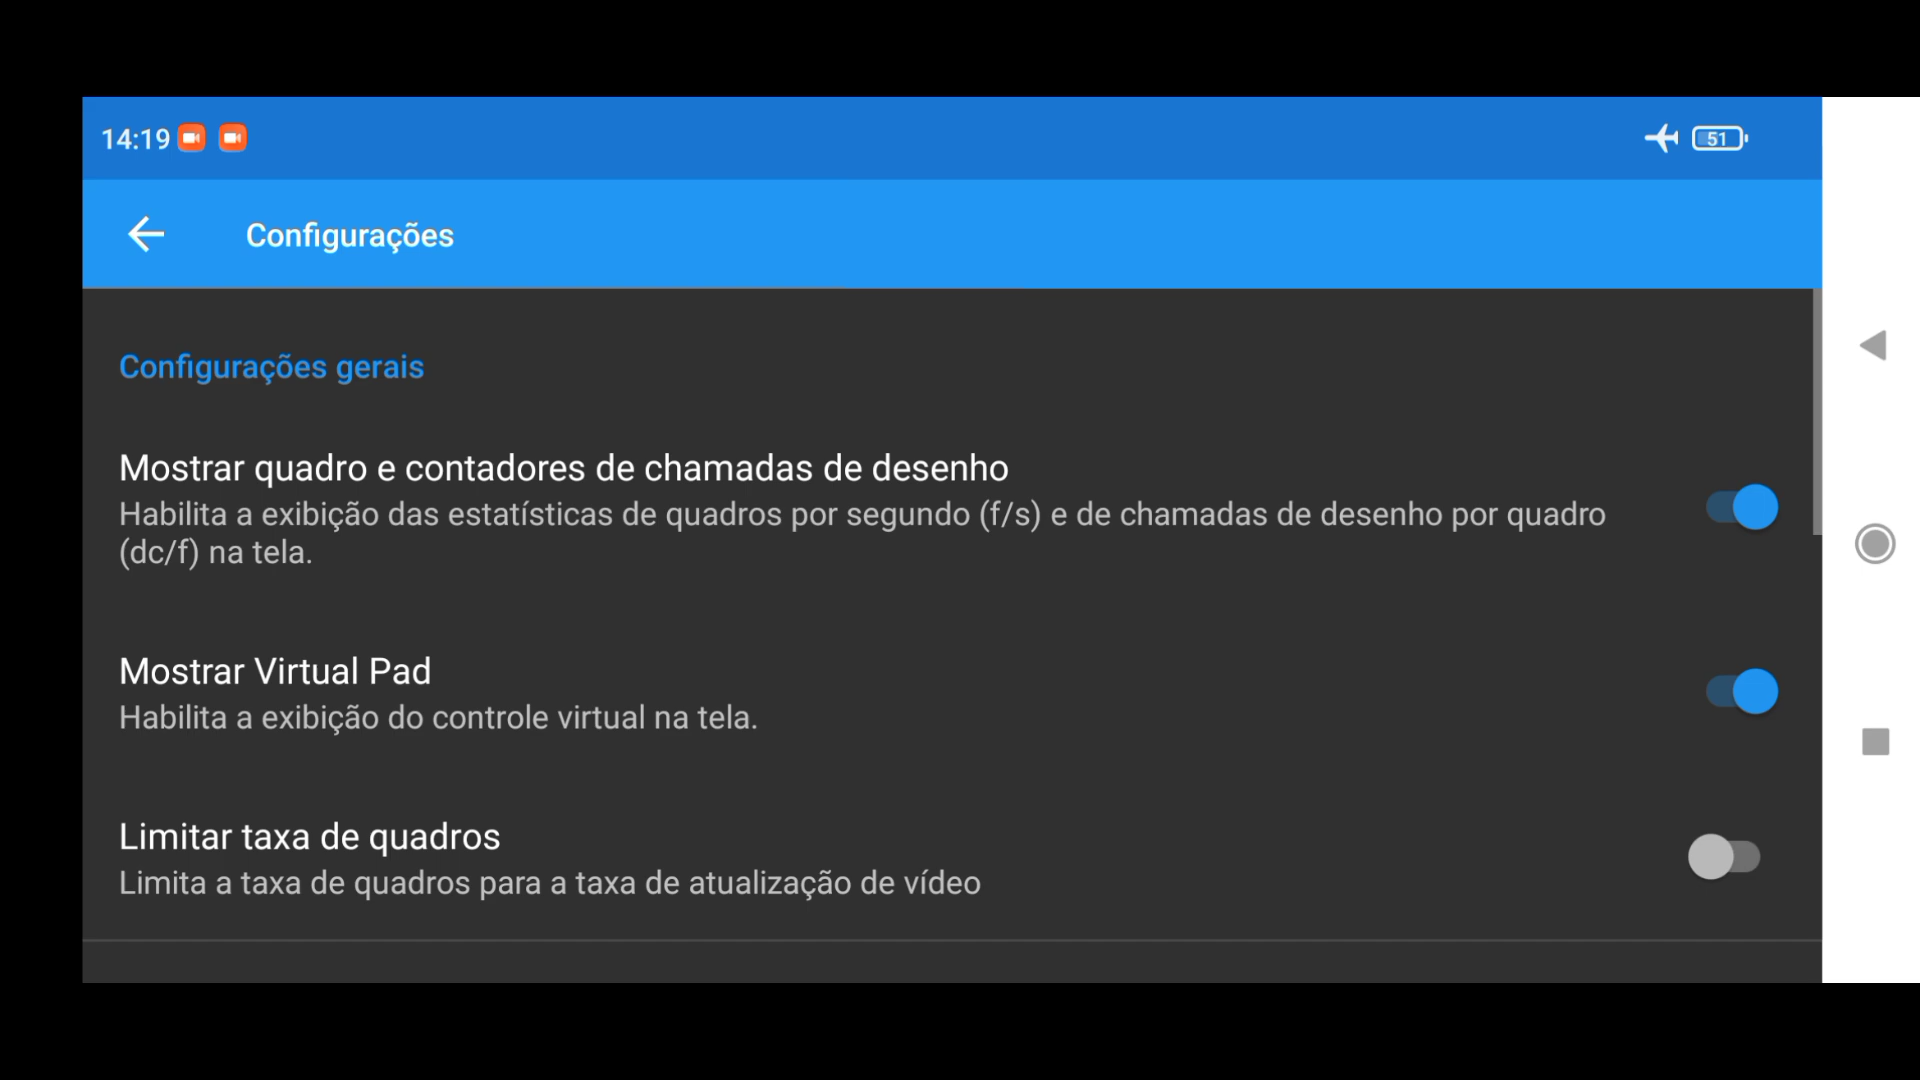 14:19
51
Configurações
Configurações gerais
Mostrar quadro e contadores de chamadas de desenho
Habilita a exibição das estatísticas de quadros por segundo (f/s) e de chamadas de desenho por quadro
(dc/f) na tela.
Mostrar Virtual Pad
Habilita a exibição do controle virtual na tela.
Limitar taxa de quadros
Limita a taxa de quadros para a taxa de atualização de vídeo